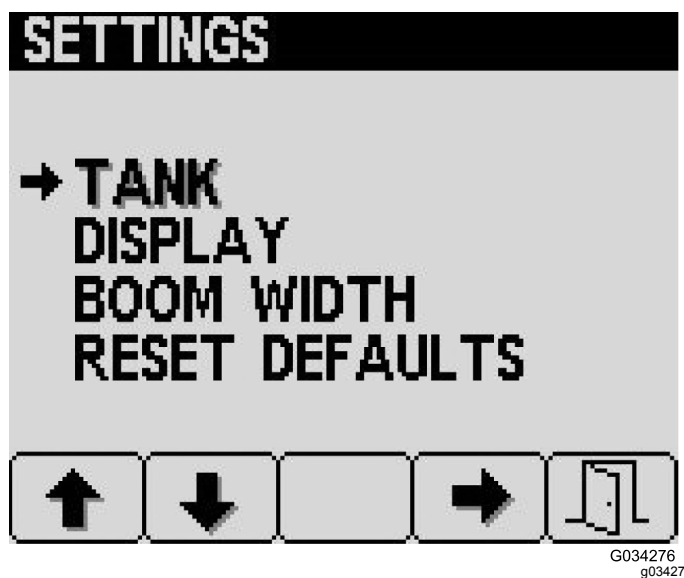 SETTINGS
TANK
DISPLAY
BOOM WIDTH
RESET DEFAULTS
G034276
g03427